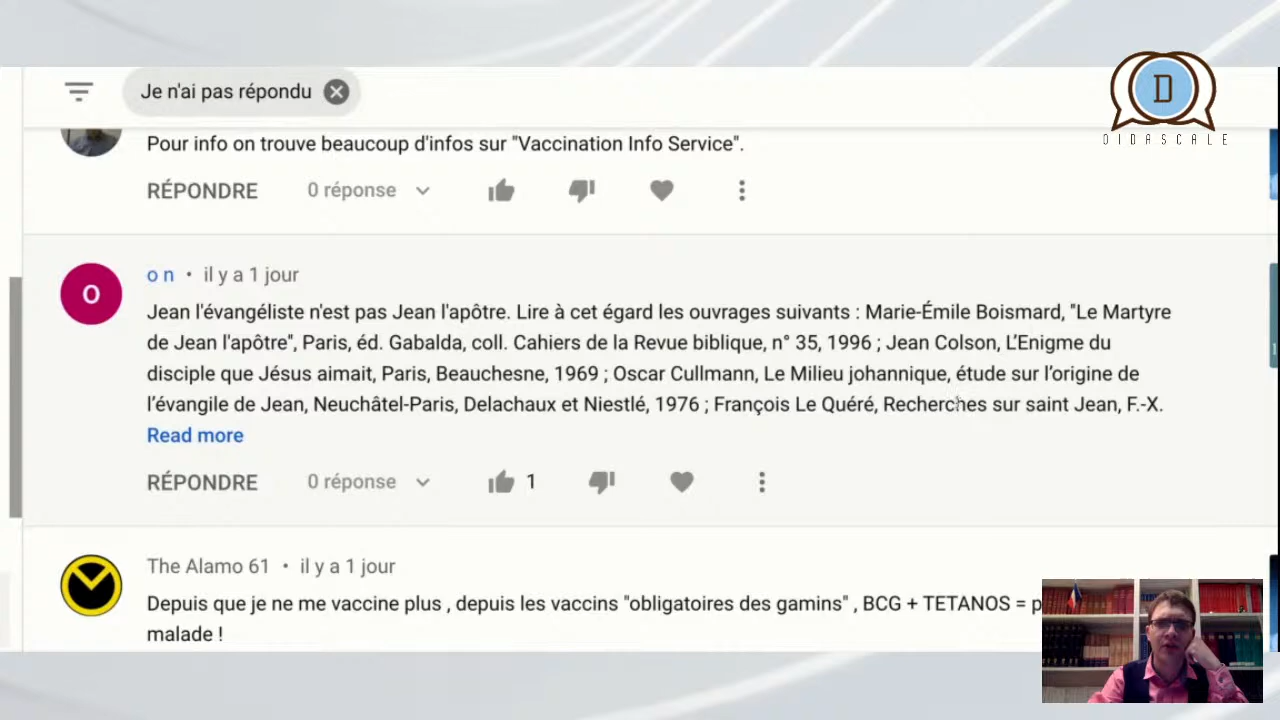 Je n'ai pas répondu
D
DIDASCALE
Pour info on trouve beaucoup d'infos sur "Vaccination Info Service".
RÉPONDRE 0 réponse
O
o n • il y a 1 jour
Jean l'évangéliste n'est pas Jean l'apôtre. Lire à cet égard les ouvrages suivants : Marie-Émile Boismard, "Le Martyre
de Jean l'apôtre", Paris, éd. Gabalda, coll. Cahiers de la Revue biblique, n° 35, 1996 ; Jean Colson, L’Enigme du
disciple que Jésus aimait, Paris, Beauchesne, 1969 ; Oscar Cullmann, Le Milieu johannique, étude sur l’origine de
l’évangile de Jean, Neuchâtel-Paris, Delachaux et Niestlé, 1976 ; François Le Quéré, Recherches sur saint Jean, F.-X.
Read more
RÉPONDRE 0 réponse 1
The Alamo 61 • il y a 1 jour
Depuis que je ne me vaccine plus , depuis les vaccins "obligatoires des gamins" , BCG + TETANOS = p
malade !